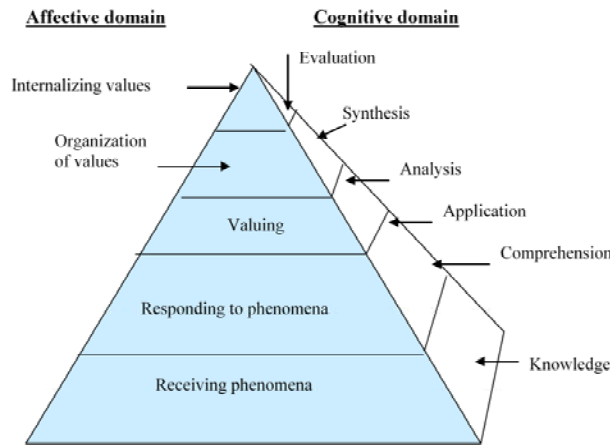 Affective domain
Cognitive domain
Evaluation
Internalizing values
Synthesis
Organization
of values
Analysis
Application
Valuing
Comprehension
Responding to phenomena
Knowledge
Receiving phenomena